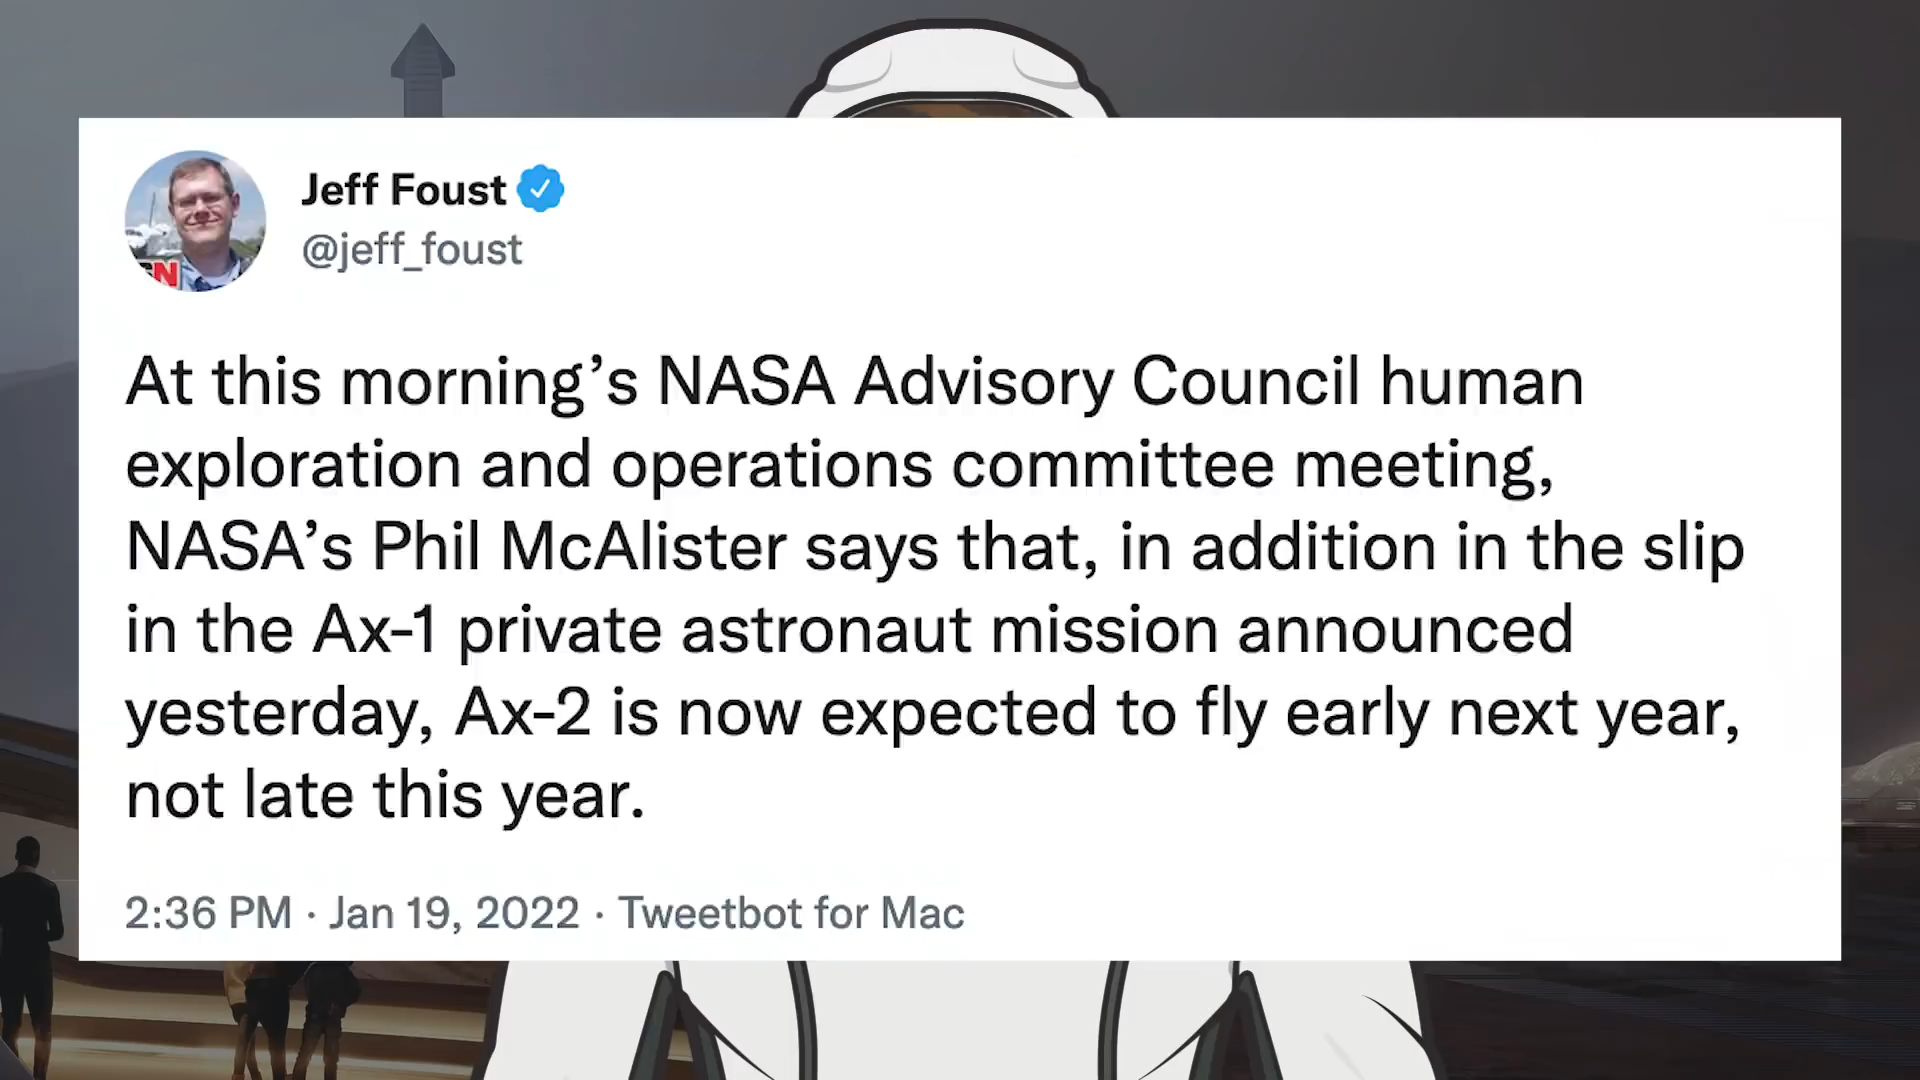 Jeff Foust
@jeff_foust
At this morning’s NASA Advisory Council human
exploration and operations committee meeting,
NASA’s Phil McAlister says that, in addition in the slip
in the Ax-1 private astronaut mission announced
yesterday, Ax-2 is now expected to fly early next year,
not late this year.
2:36 PM · Jan 19, 2022 · Tweetbot for Mac